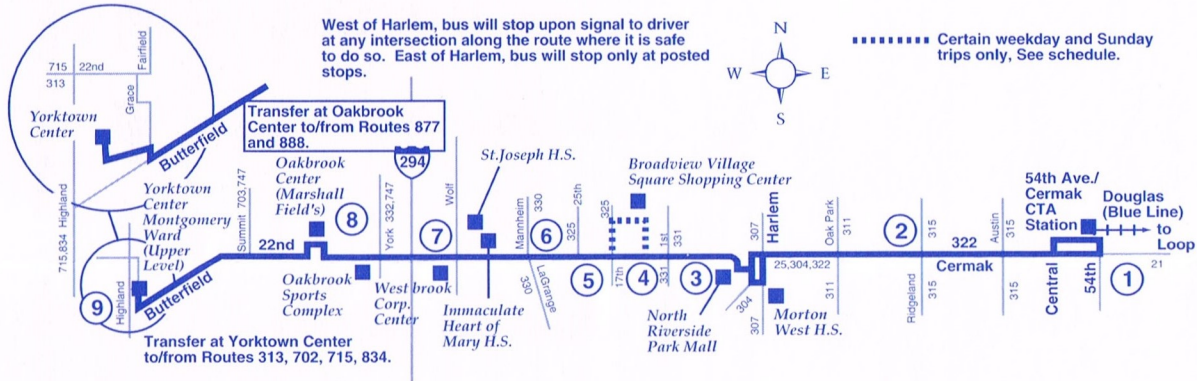 West of Harlem, bus will stop upon signal to driver
at any intersection along the route where it is safe
to do so. East of Harlem, bus will stop only at posted
stops.
N
W
E
S
Certain weekday and Sunday
trips only, See schedule.
715
22nd
313
Fairfield
Grace
Yorktown
Center
Butterfield
Highland
715,834
Transfer at Oakbrook
Center to/from Routes 877
and 888.
294
Yorktown
Center
Montgomery
Ward
(Upper
Level)
9
Highland
Butterfield
Transfer at Yorktown Center
to/from Routes 313, 702, 715, 834.
Summit 703,747
22nd
Oakbrook
Center
(Marshall
Field's)
8
Oakbrook
Sports
Complex
York 332,747
West brook
Corp.
Center
7
Wolf
St.Joseph H.S.
Immaculate
Heart of
Mary H.S.
Mannheim
330
6
LaGrange
330
25th
325
5
325
17th
Broadview Village
Square Shopping Center
4
1st
331
331
3
North
Riverside
Park Mall
307
Harlem
304
307
25,304,322
Morton
West H.S.
Oak Park
311
311
2
315
Ridgeland
315
322
Cermak
Austin
315
315
54th Ave./
Cermak
CTA
Station
Douglas
(Blue Line)
to
Loop
Central
54th
1
21